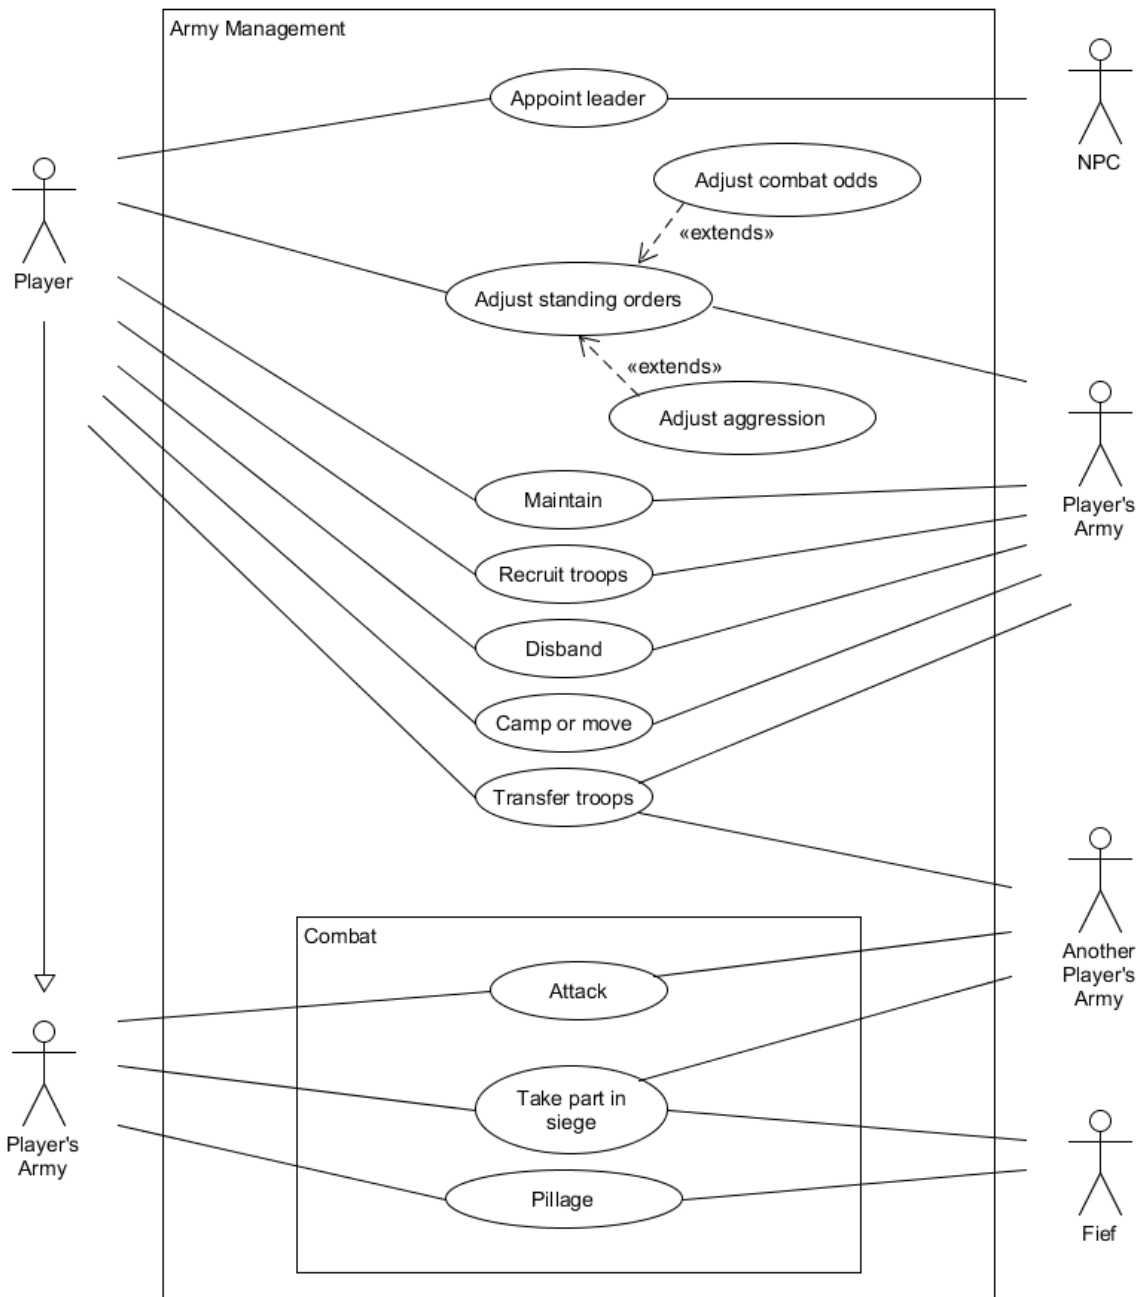 Army Management
Appoint leader
NPC
Adjust combat odds
«extends»
Player
Adjust standing orders
«extends»
Adjust aggression
Maintain
Player's
Army
Recruit troops
Disband
Camp or move
Transfer troops
Combat
Another
Player's
Army
Attack
Take part in
siege
Player's
Army
Pillage
Fief